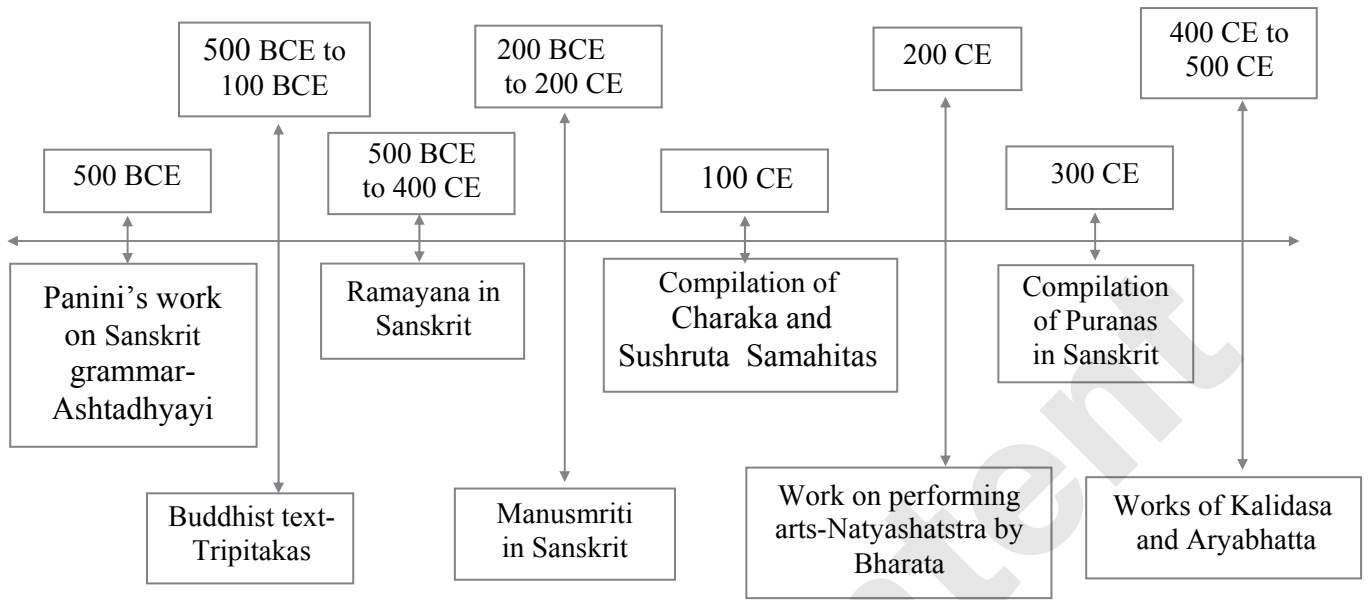 500 BCE
500 BCE to
100 BCE
500 BCE
to 400 CE
200 BCE
to 200 CE
100 CE
200 CE
300 CE
400 CE to
500 CE
Panini’s work
on Sanskrit
grammar-
Ashtadhyayi
Buddhist text-
Tripitakas
Ramayana in
Sanskrit
Manusmriti
in Sanskrit
Compilation of
Charaka and
Sushruta Samahitas
Work on performing
arts-Natyashatstra by
Bharata
Compilation
of Puranas
in Sanskrit
Works of Kalidasa
and Aryabhatta